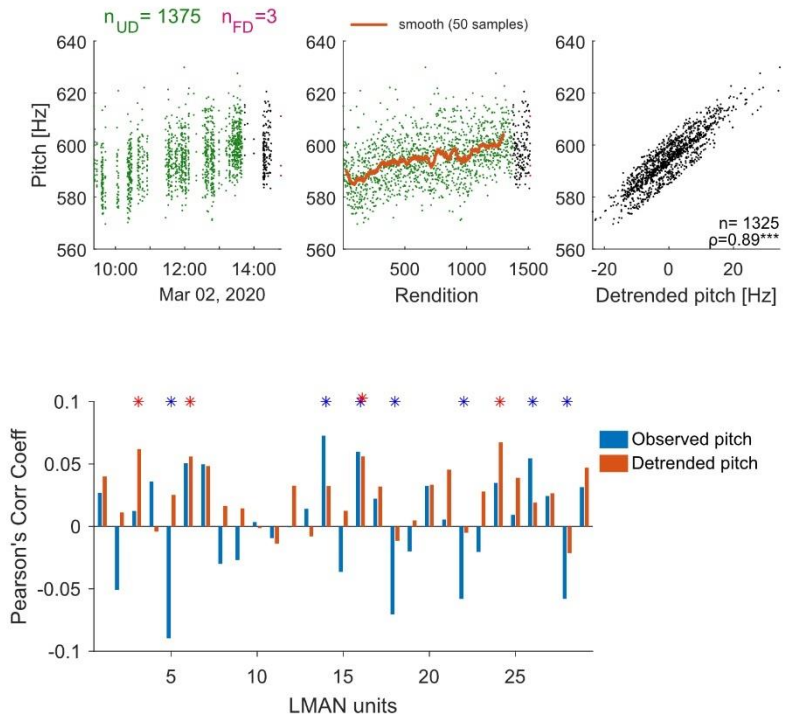 n_UD= 1375
n_FD=3
smooth (50 samples)
Pitch [Hz]
640
620
600
580
560
10:00
12:00
14:00
Mar 02, 2020
640
620
600
580
560
500
1000
1500
Rendition
640
620
600
580
560
n= 1325
ρ=0.89***
-20
0
20
Detrended pitch [Hz]
Pearson's Corr Coeff
0.1
0.05
0
-0.05
-0.1
5
10
15
20
25
LMAN units
Observed pitch
Detrended pitch